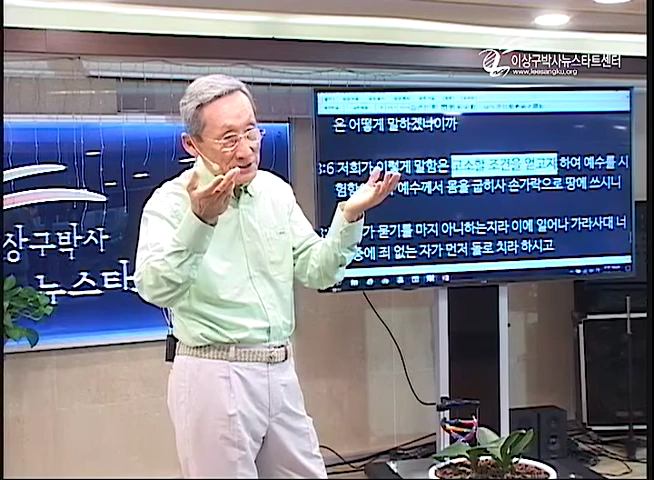 이상구박사뉴스타트센터
www.leesangku.org
은 어떻게 말하겠나이까
3:6 저희가 이렇게 말함은 고소할 조건을 얻고자 하여 예수를 시
험함 예수께서 몸을 굽히사 손가락으로 땅에 쓰시니
가 묻기를 마지 아니하는지라 이에 일어나 가라사대 너
중에 죄 없는 자가 먼저 돌로 치라 하시고
상구박사
뉴스타